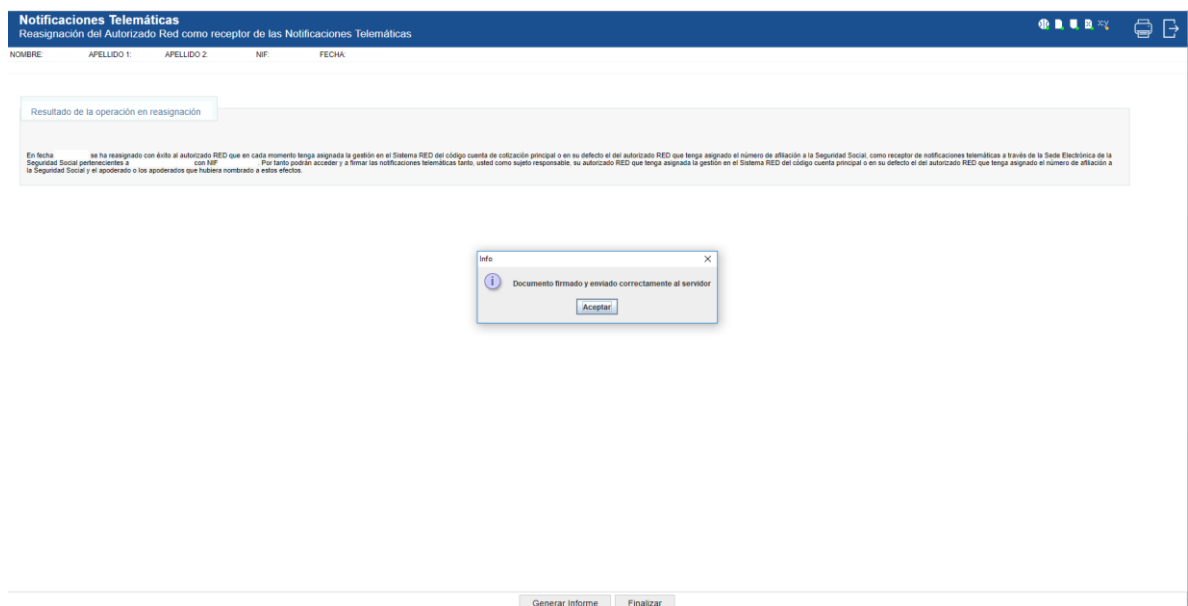 Notificaciones Telemáticas
Reasignación del Autorizado Red como receptor de las Notificaciones Telemáticas
NOMBRE: APELLIDO 1: APELLIDO 2: NIF: FECHA:
Resultado de la operación en reasignación
En fecha se ha reasignado con éxito al autorizado RED que en cada momento tenga asignada la gestión en el Sistema RED del código cuenta de cotización principal o en su defecto el del autorizado RED que tenga asignado el número de afiliación a la Seguridad Social, como receptor de notificaciones telemáticas a través de la Sede Electrónica de la
Seguridad Social pertenecientes a con NIF . Por tanto podrán acceder y a firmar las notificaciones telemáticas tanto, usted como sujeto responsable, su autorizado RED que tenga asignada la gestión en el Sistema RED del código cuenta principal o en su defecto el del autorizado RED que tenga asignado el número de afiliación a
la Seguridad Social y el apoderado o los apoderados que hubiera nombrado a estos efectos.
Info
Documento firmado y enviado correctamente al servidor
Aceptar
Generar Informe Finalizar